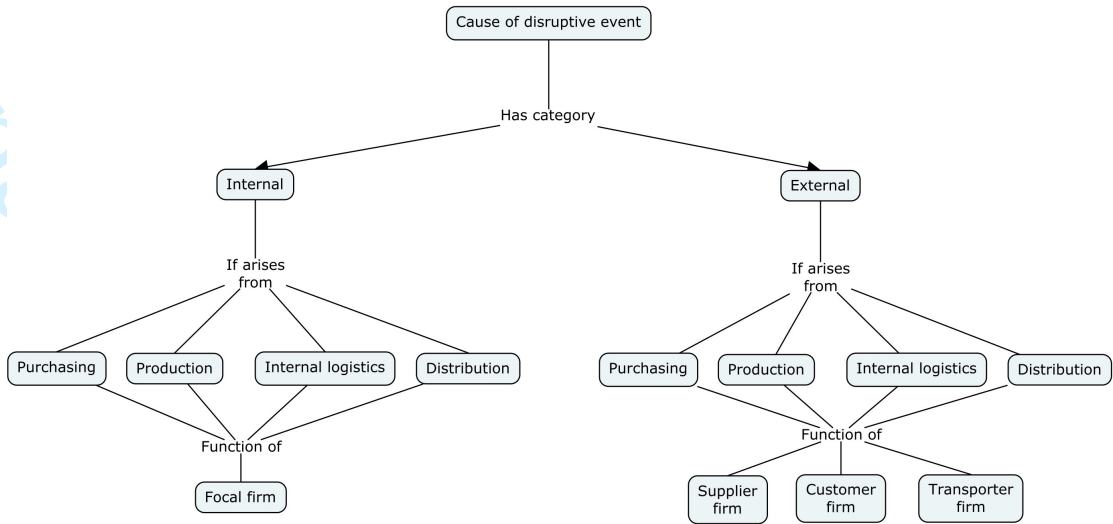 Cause of disruptive event
Has category
Internal
External
If arises
from
If arises
from
Purchasing
Production
Internal logistics
Distribution
Purchasing
Production
Internal logistics
Distribution
Function of
Function of
Focal firm
Supplier
firm
Customer
firm
Transporter
firm